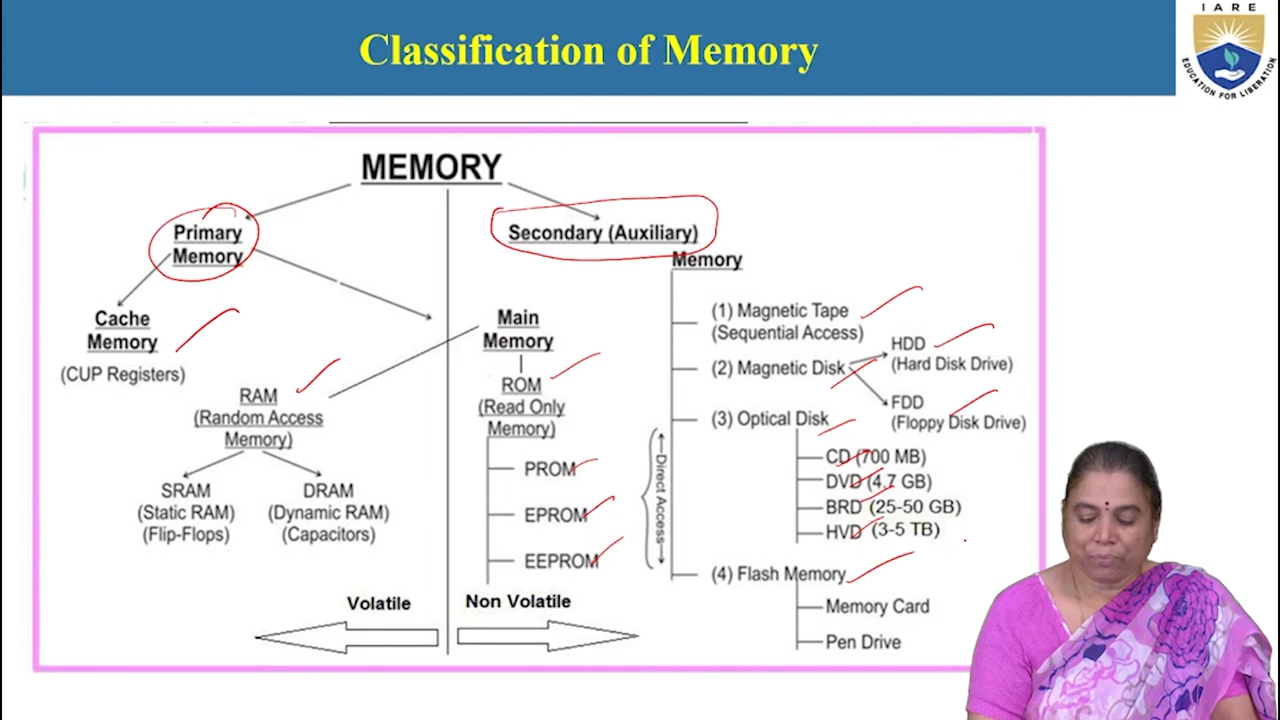 Classification of Memory
IARE
EDUCATION FOR LIBERATION
MEMORY
Primary
Memory
Secondary (Auxiliary)
Memory
Cache
Memory
(CUP Registers)
RAM
(Random Access
Memory)
SRAM
(Static RAM)
(Flip-Flops)
DRAM
(Dynamic RAM)
(Capacitors)
Main
Memory
ROM
(Read Only
Memory)
PROM
EPROM
EEPROM
(1) Magnetic Tape
(Sequential Access)
(2) Magnetic Disk
HDD
(Hard Disk Drive)
FDD
(Floppy Disk Drive)
(3) Optical Disk
CD (700 MB)
DVD (4.7 GB)
BRD (25-50 GB)
HVD (3-5 TB)
Direct Access
(4) Flash Memory
Memory Card
Pen Drive
Volatile
Non Volatile